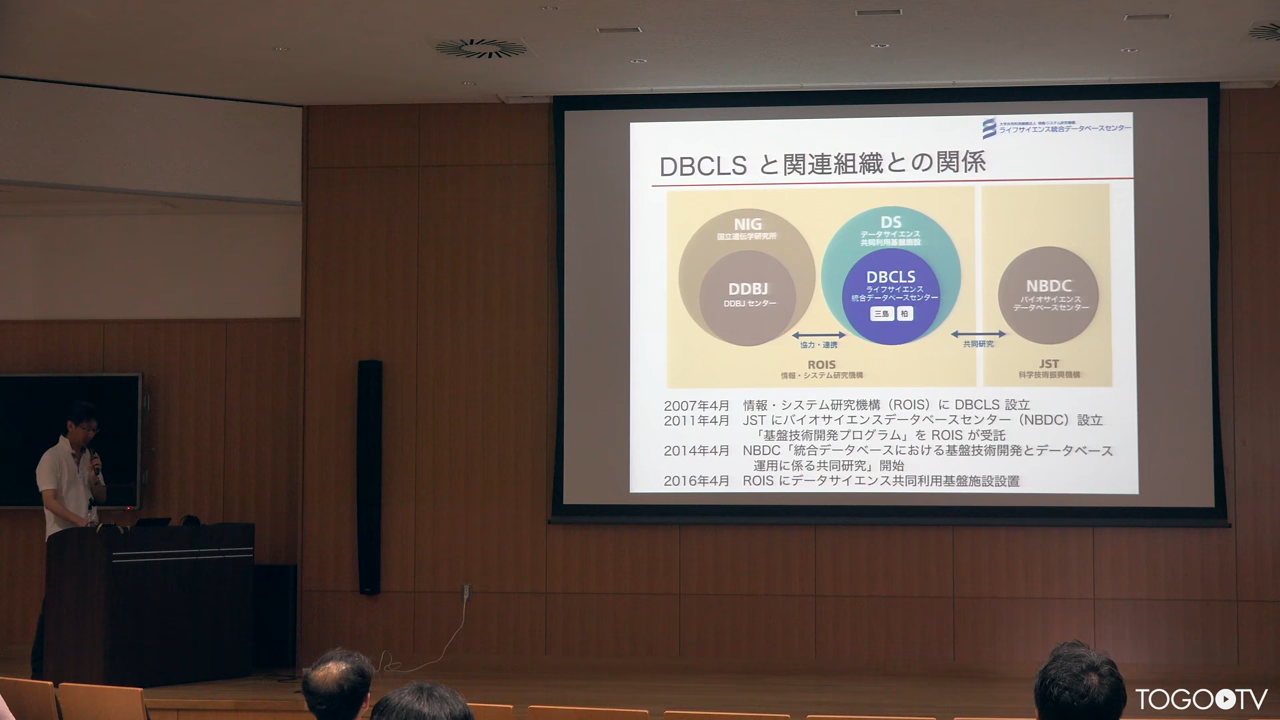 大学共同利用機関法人 情報・システム研究機構
ライフサイエンス統合データベースセンター
DBCLS と関連組織との関係
NIG
国立遺伝学研究所
DDBJ
DDBJ センター
DS
データサイエンス
共同利用基盤施設
DBCLS
ライフサイエンス
統合データベースセンター
三島 柏
NBDC
バイオサイエンス
データベースセンター
協力・連携
共同研究
ROIS
情報・システム研究機構
JST
科学技術振興機構
2007年4月 情報・システム研究機構（ROIS）に DBCLS 設立
2011年4月 JST にバイオサイエンスデータベースセンター（NBDC）設立
「基盤技術開発プログラム」を ROIS が受託
2014年4月 NBDC「統合データベースにおける基盤技術開発とデータベース
運用に係る共同研究」開始
2016年4月 ROIS にデータサイエンス共同利用基盤施設設置
TOGOTV